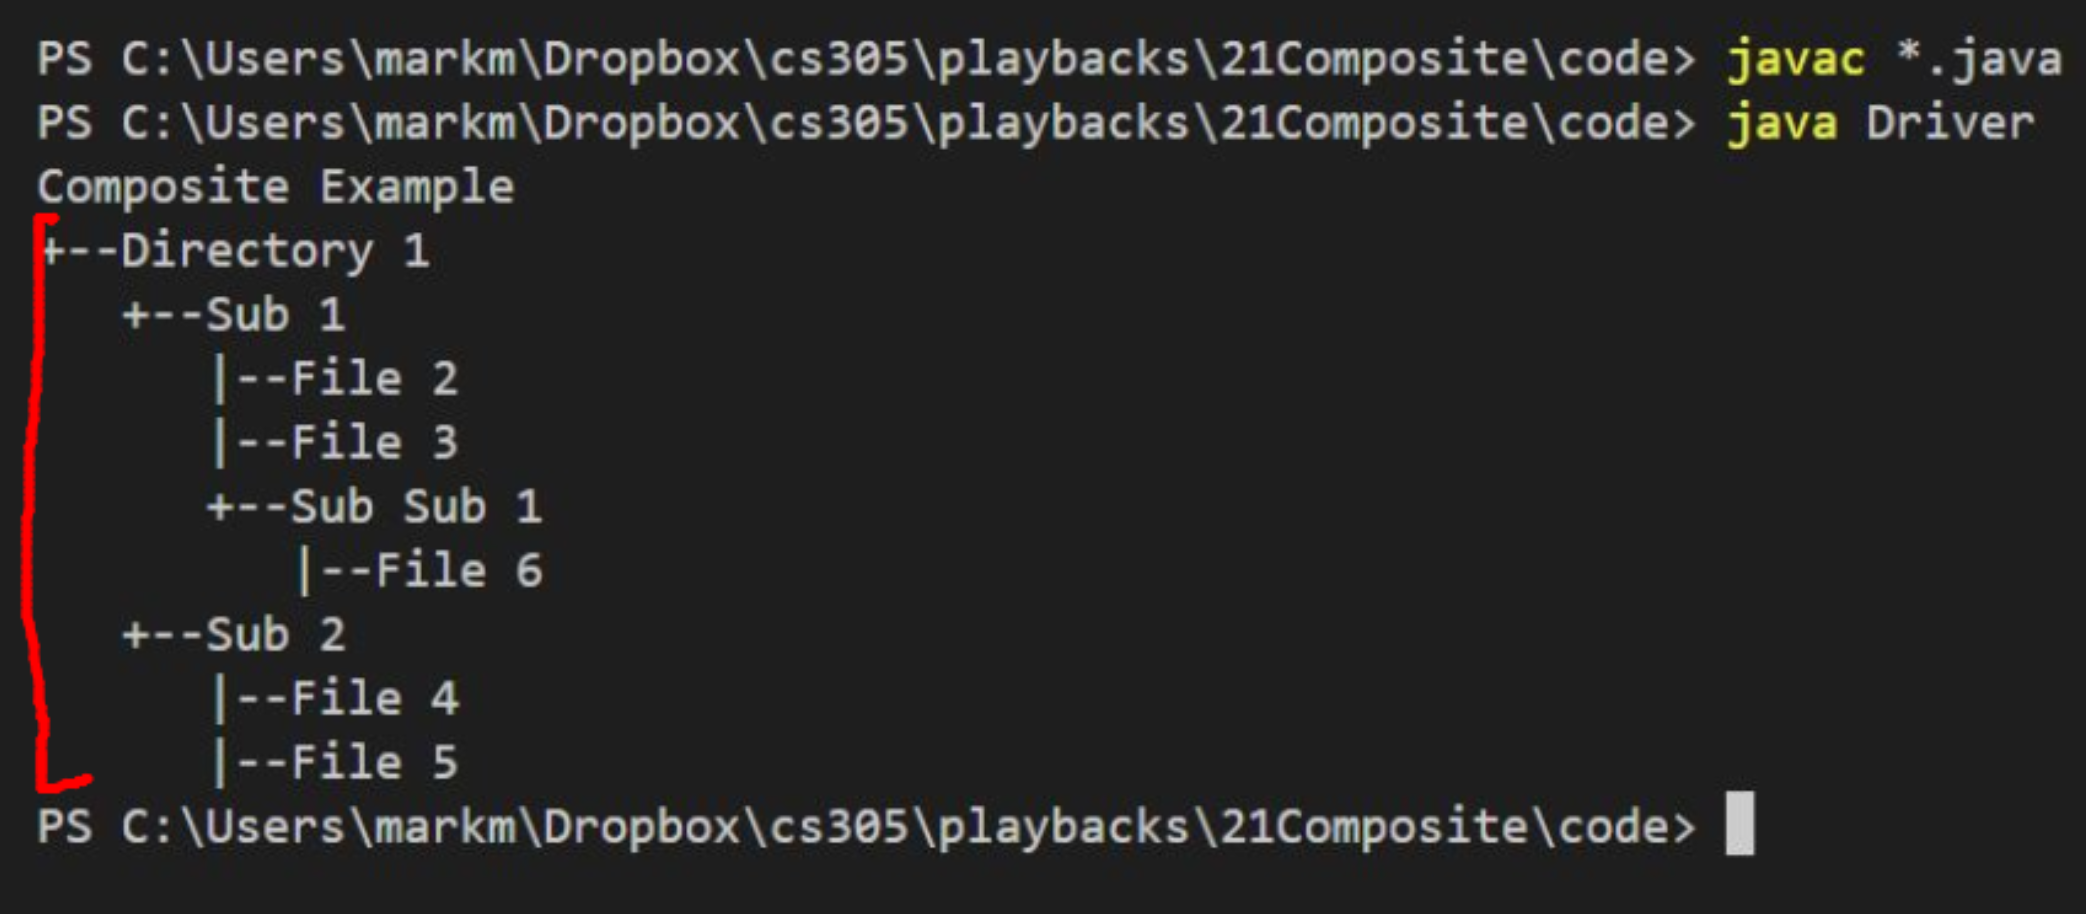 PS C:\Users\markm\Dropbox\cs305\playbacks\21Composite\code> javac *.java
PS C:\Users\markm\Dropbox\cs305\playbacks\21Composite\code> java Driver
Composite Example
+--Directory 1
   +--Sub 1
      |--File 2
      |--File 3
      +--Sub Sub 1
         |--File 6
   +--Sub 2
      |--File 4
      |--File 5
PS C:\Users\markm\Dropbox\cs305\playbacks\21Composite\code>